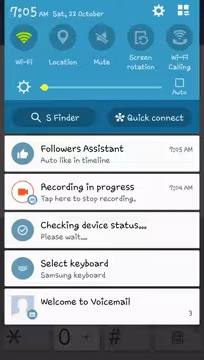 7:05 AM Sat, 22 October
Wi-Fi
Location
Mute
Screen rotation
Wi-Fi Calling
Auto
S Finder
Quick connect
Followers Assistant 7:05 AM
Auto like in timeline
Recording in progress 7:04 AM
Tap here to stop recording.
Checking device status...
Please wait...
Select keyboard
Samsung keyboard
Welcome to Voicemail
3
* 0 + #